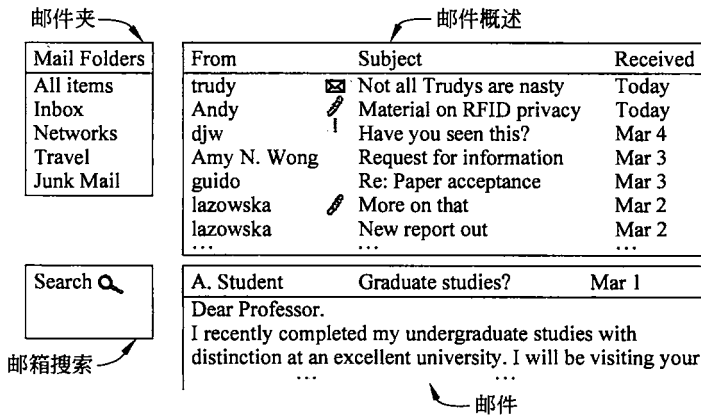 邮件夹
邮件概述
Mail Folders
All items
Inbox
Networks
Travel
Junk Mail
From Subject Received
trudy Not all Trudys are nasty Today
Andy Material on RFID privacy Today
djw ! Have you seen this? Mar 4
Amy N. Wong Request for information Mar 3
guido Re: Paper acceptance Mar 3
lazowska More on that Mar 2
lazowska New report out Mar 2
... ... ...
Search
邮箱搜索
A. Student Graduate studies? Mar 1
Dear Professor.
I recently completed my undergraduate studies with
distinction at an excellent university. I will be visiting your
... ...
邮件